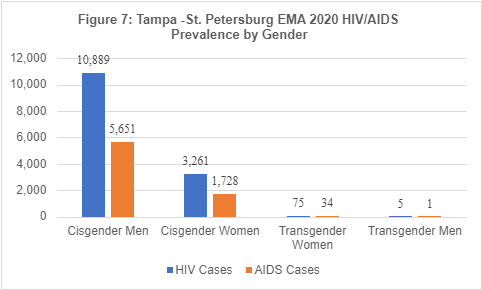 Figure 7: Tampa -St. Petersburg EMA 2020 HIV/AIDS
Prevalence by Gender
12,000
10,000
8,000
6,000
4,000
2,000
0
10,889
5,651
3,261
1,728
75
34
5
1
Cisgender Men
Cisgender Women
Transgender
Women
Transgender Men
HIV Cases
AIDS Cases